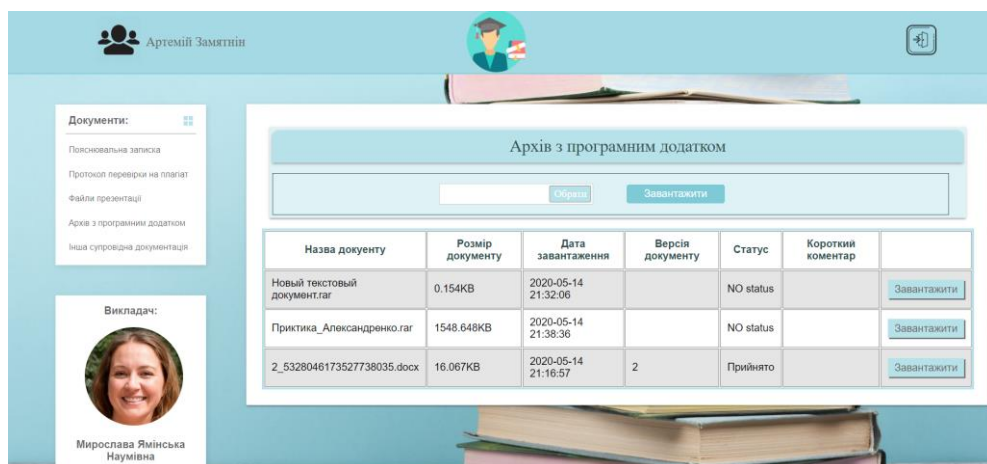 Артемій Замятнін
Документи:
Пояснювальна записка
Протокол перевірки на плагіат
Файли презентації
Архів з програмним додатком
Інша супровідна документація
Викладач:
Мирослава Ямінська
Наумівна
Архів з програмним додатком
Обрати Завантажити
Назва докуенту Розмір документу Дата завантаження Версія документу Статус Короткий коментар
Новый текстовый документ.rar 0.154KB 2020-05-14 21:32:06 NO status Завантажити
Приктика_Александренко.rar 1548.648KB 2020-05-14 21:38:36 NO status Завантажити
2_5328046173527738035.docx 16.067KB 2020-05-14 21:16:57 2 Прийнято Завантажити